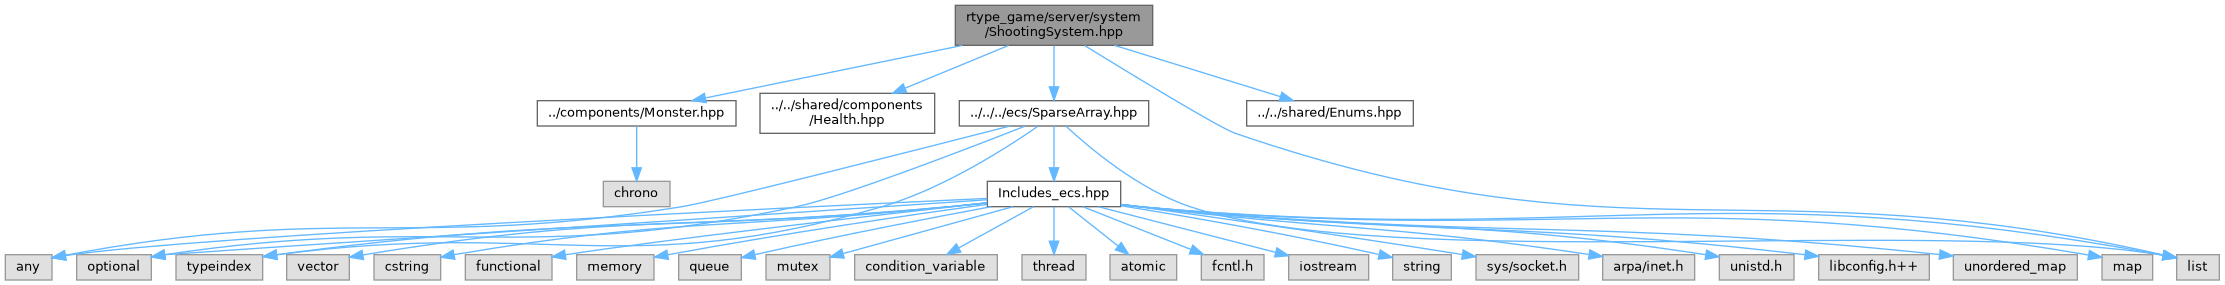 rtype_game/server/system
/ShootingSystem.hpp
../components/Monster.hpp
../../shared/components
/Health.hpp
../../../ecs/SparseArray.hpp
../../shared/Enums.hpp
chrono
Includes_ecs.hpp
any
optional
typeindex
vector
cstring
functional
memory
queue
mutex
condition_variable
thread
atomic
fcntl.h
iostream
string
sys/socket.h
arpa/inet.h
unistd.h
libconfig.h++
unordered_map
map
list